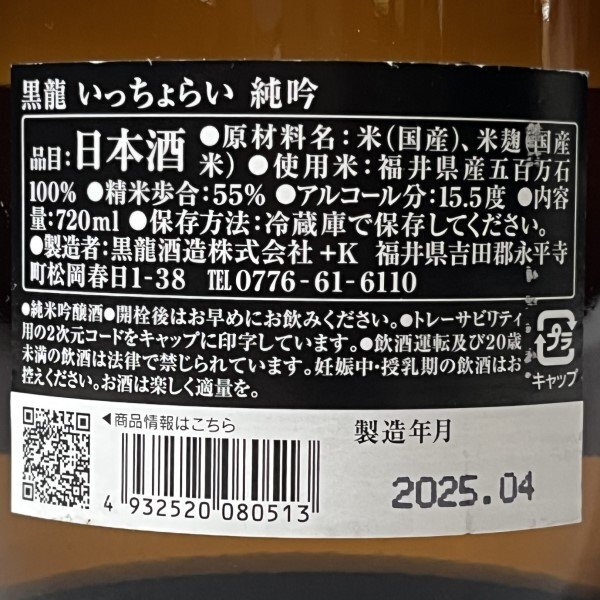 黒龍 いっちょらい 純吟
品目:日本酒 ●原材料名:米(国産)、米麹(国産米) ●使用米:福井県産五百万石
100% ●精米歩合:55% ●アルコール分:15.5度 ●内容
量:720ml ●保存方法:冷蔵庫で保存してください。
●製造者:黒龍酒造株式会社 +K 福井県吉田郡永平寺
町松岡春日1-38 TEL 0776-61-6110
●純米吟醸酒 ●開栓後はお早めにお飲みください。●トレーサビリティ
用の2次元コードをキャップに印字しています。 ●飲酒運転及び20歳
未満の飲酒は法律で禁じられています。妊娠中・授乳期の飲酒はお
控えください。お酒は楽しく適量を。
プラ
キャップ
◀商品情報はこちら
製造年月
2025.04
4 932520 080513